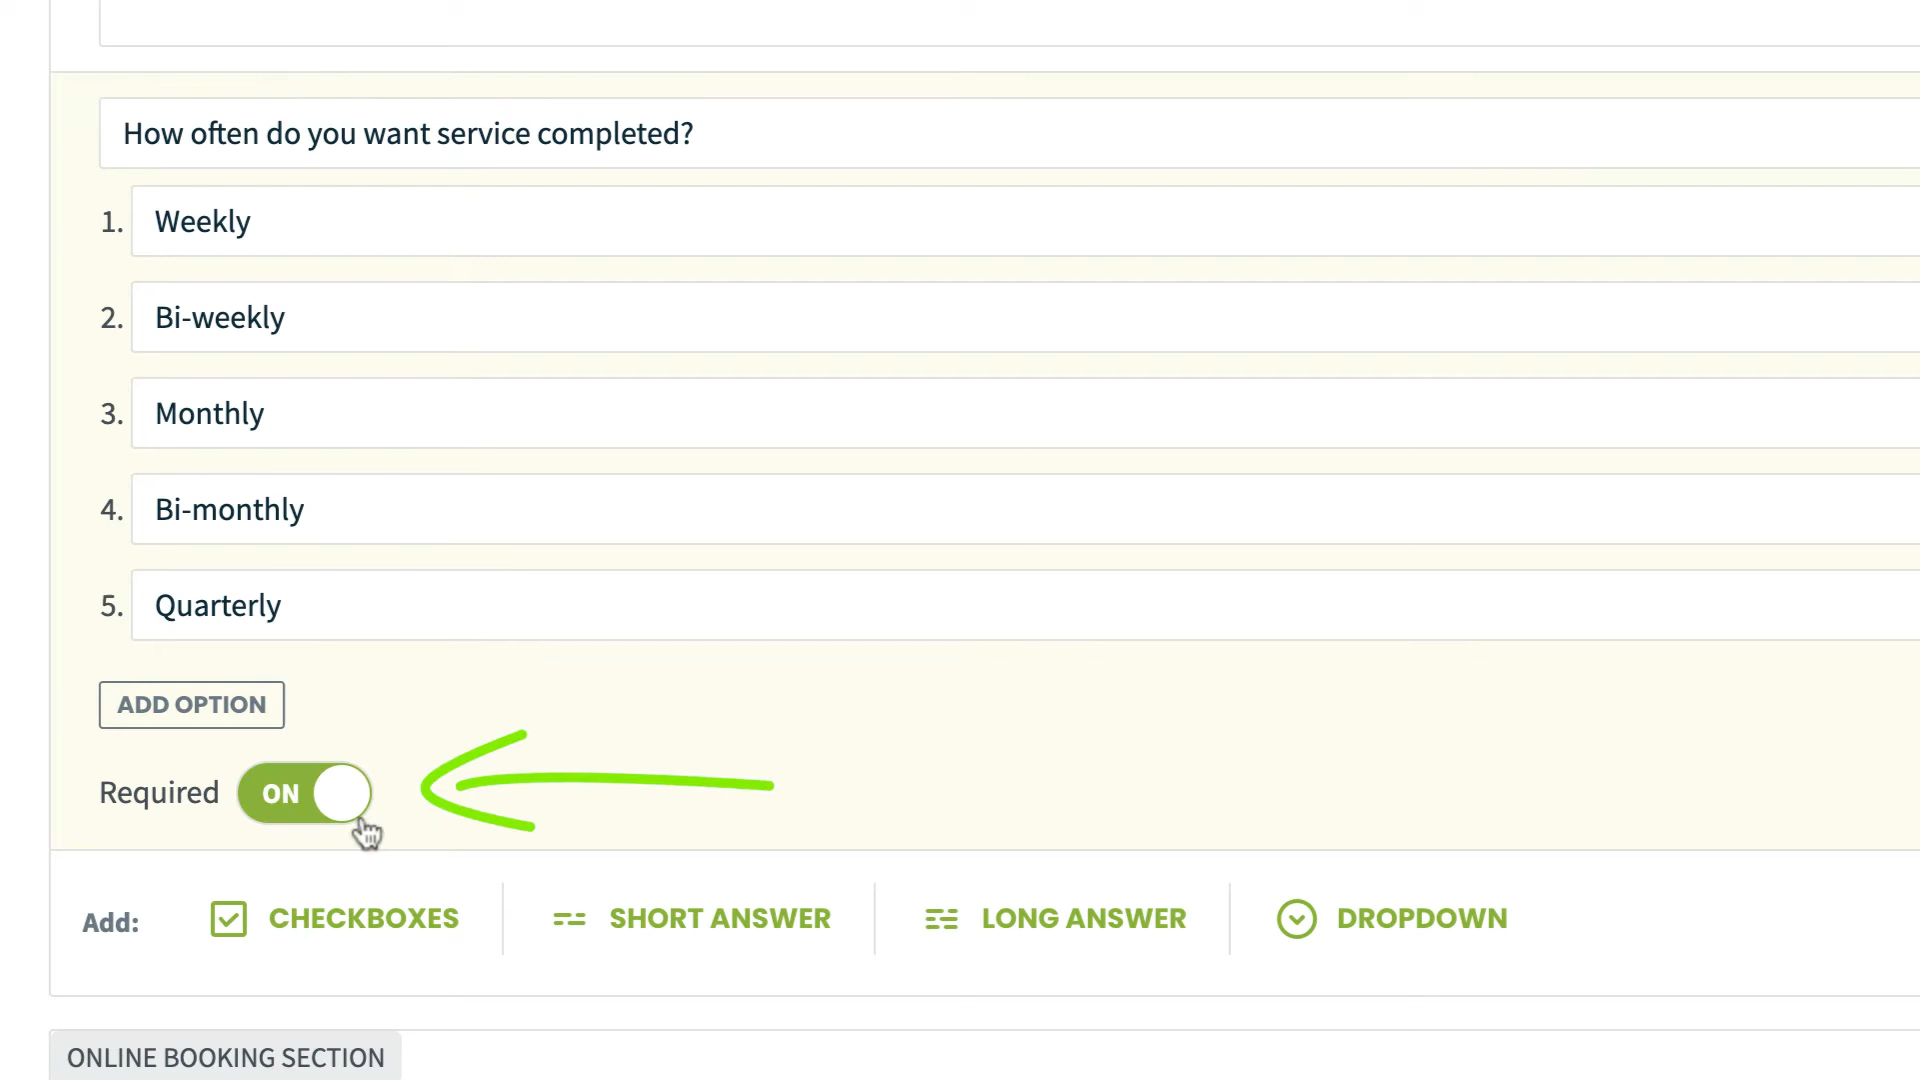 How often do you want service completed?
1. Weekly
2. Bi-weekly
3. Monthly
4. Bi-monthly
5. Quarterly
ADD OPTION
Required ON
Add: CHECKBOXES SHORT ANSWER LONG ANSWER DROPDOWN
ONLINE BOOKING SECTION